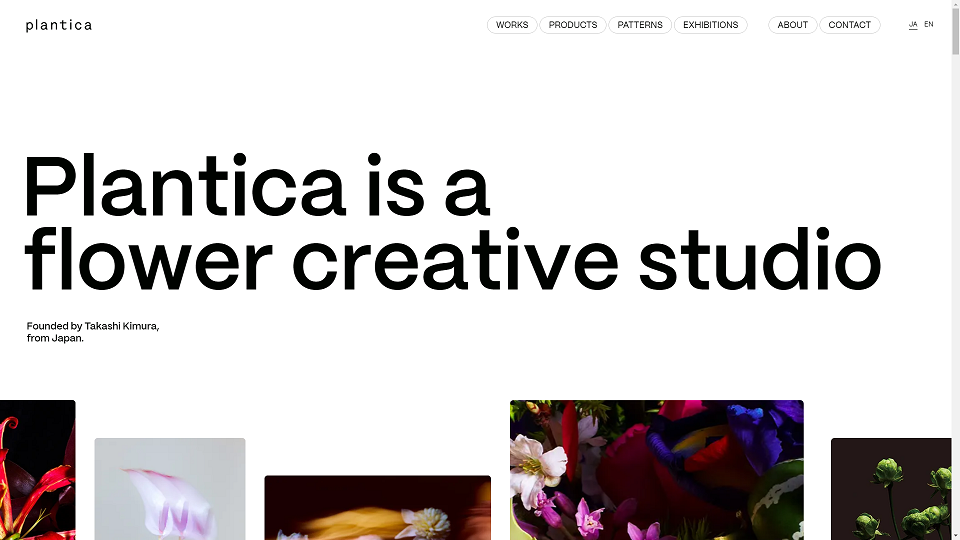 plantica
WORKS
PRODUCTS
PATTERNS
EXHIBITIONS
ABOUT
CONTACT
JA
EN
Plantica is a
flower creative studio
Founded by Takashi Kimura,
from Japan.